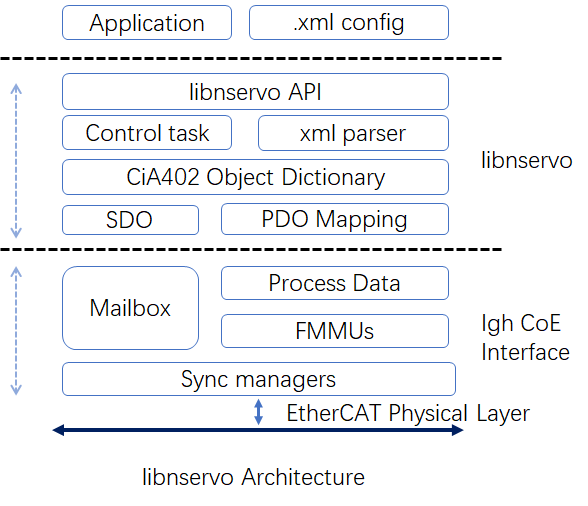 Application
.xml config
libnservo API
Control task
xml parser
CiA402 Object Dictionary
SDO
PDO Mapping
libnservo
Mailbox
Process Data
FMMUs
Sync managers
Igh CoE
Interface
EtherCAT Physical Layer
libnservo Architecture